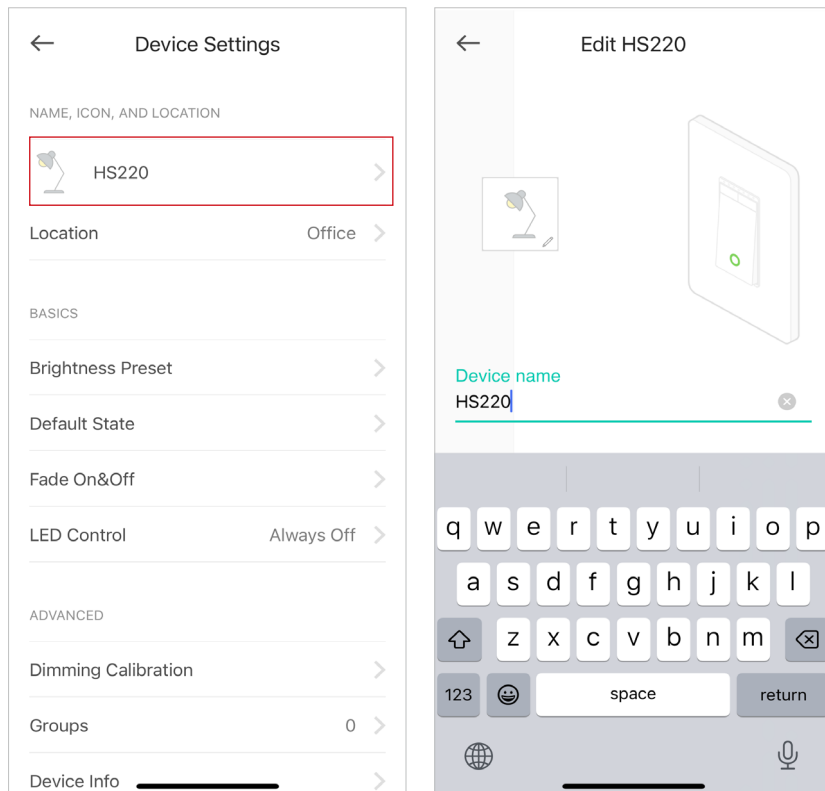 Device Settings
NAME, ICON, AND LOCATION
HS220
Location Office
BASICS
Brightness Preset
Default State
Fade On&Off
LED Control Always Off
ADVANCED
Dimming Calibration
Groups 0
Device Info
Edit HS220
Device name
HS220
q w e r t y u i o p
a s d f g h j k l
z x c v b n m
123 space return